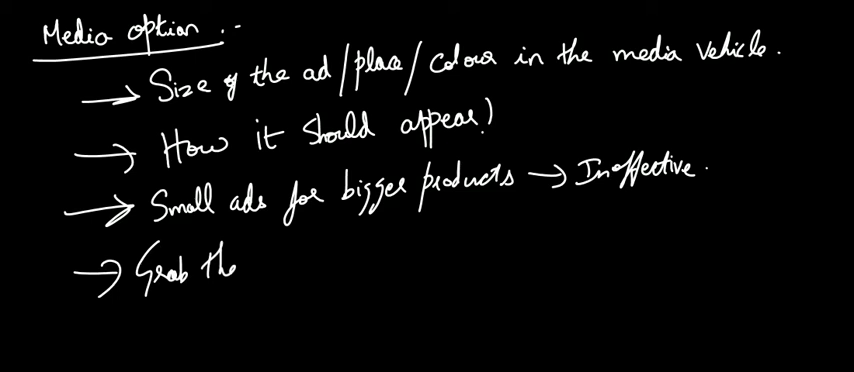 Media option :-
→ Size of the ad/place/colour in the media vehicle.
→ How it should appear?
→ Small ads for bigger products → Ineffective.
→ Grab the